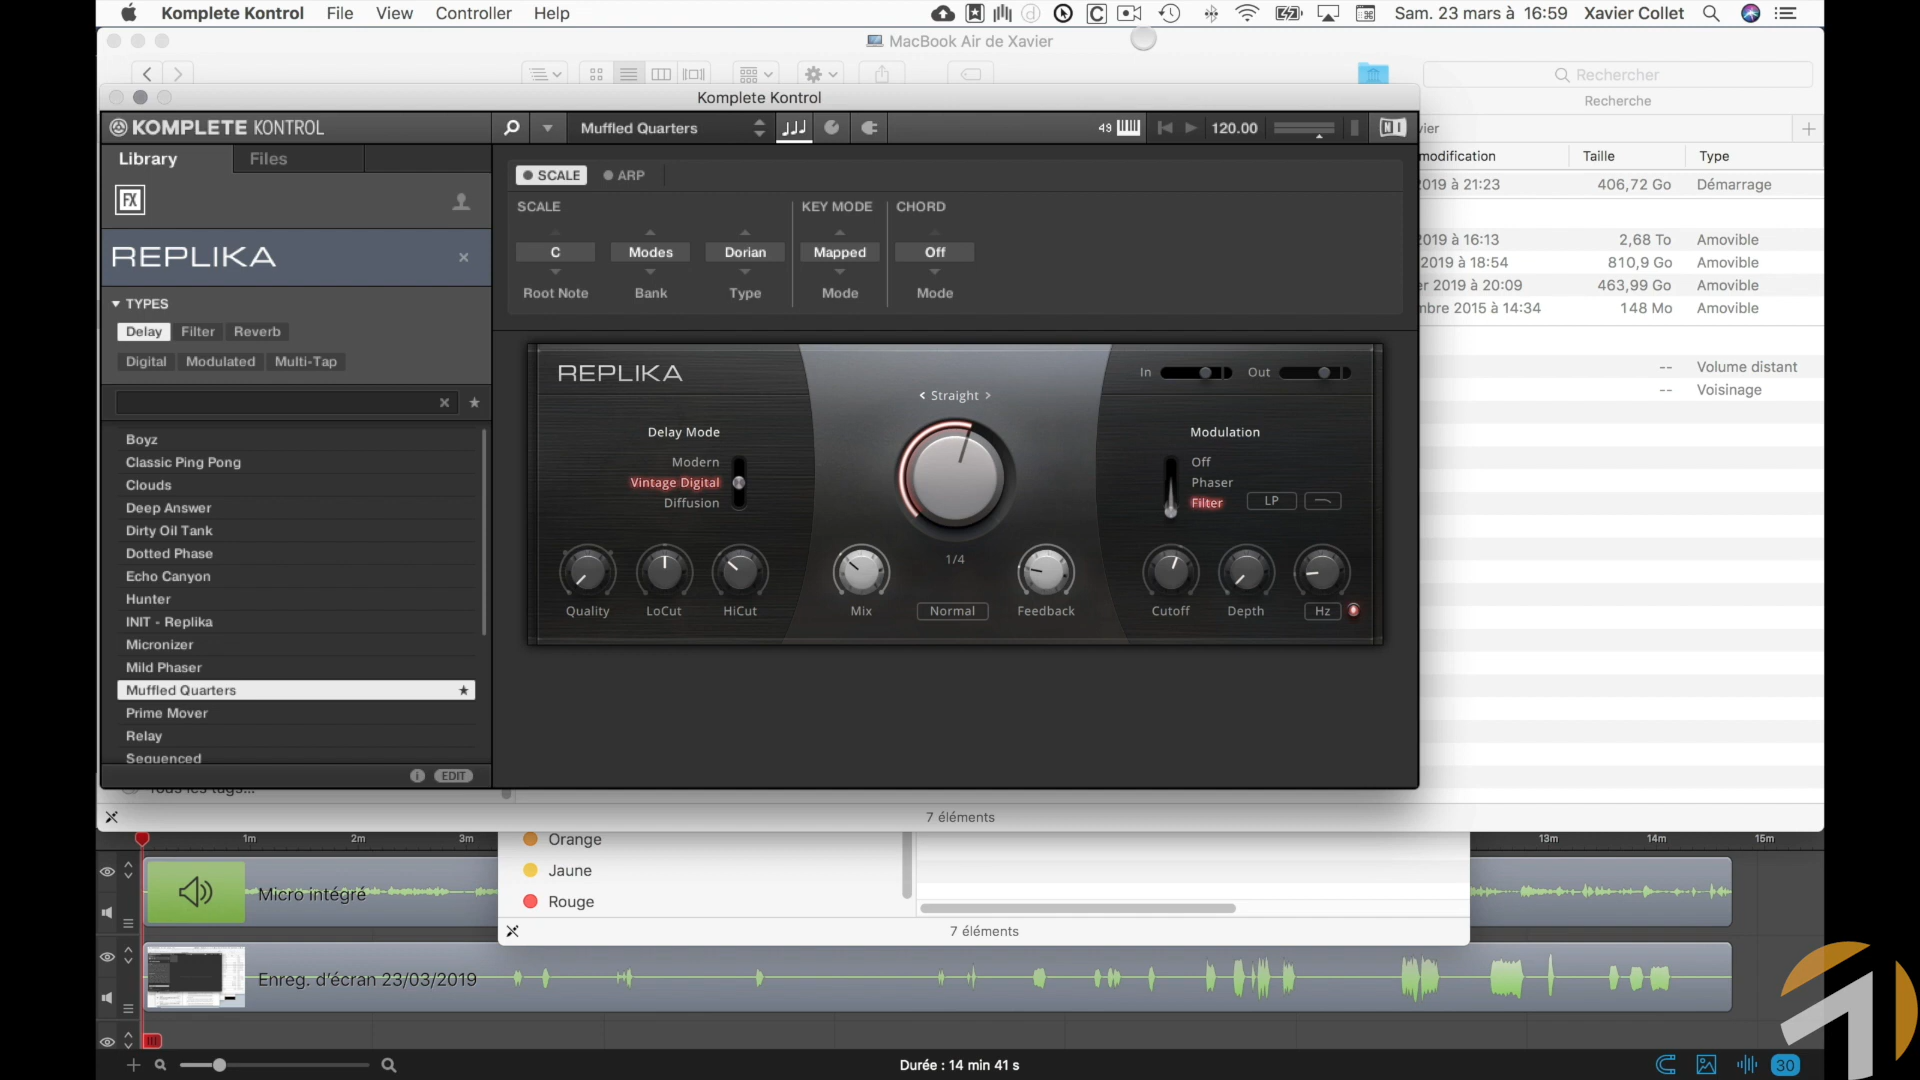 Komplete Kontrol File View Controller Help
Sam. 23 mars à 16:59 Xavier Collet
MacBook Air de Xavier
Rechercher
Recherche
Komplete Kontrol
KOMPLETE KONTROL
Muffled Quarters
49
120.00
NI
Library Files
FX
REPLIKA
TYPES
Delay Filter Reverb
Digital Modulated Multi-Tap
Boyz
Classic Ping Pong
Clouds
Deep Answer
Dirty Oil Tank
Dotted Phase
Echo Canyon
Hunter
INIT - Replika
Micronizer
Mild Phaser
Muffled Quarters
Prime Mover
Relay
Sequenced
EDIT
SCALE ARP
SCALE KEY MODE CHORD
C Modes Dorian Mapped Off
Root Note Bank Type Mode Mode
REPLIKA
In Out
Straight
Delay Mode
Modern
Vintage Digital
Diffusion
Modulation
Off
Phaser
Filter LP
1/4
Quality LoCut HiCut Mix Normal Feedback Cutoff Depth Hz
vier
modification Taille Type
2019 à 21:23 406,72 Go Démarrage
2019 à 16:13 2,68 To Amovible
2019 à 18:54 810,9 Go Amovible
er 2019 à 20:09 463,99 Go Amovible
mbre 2015 à 14:34 148 Mo Amovible
-- Volume distant
-- Voisinage
Tous les tags...
7 éléments
1m 2m 3m 13m 14m 15m
Orange
Jaune
Rouge
7 éléments
Micro intégré
Enreg. d'écran 23/03/2019
Durée : 14 min 41 s
30